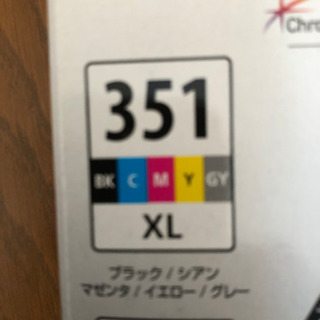 Chro
351
BK C M Y GY
XL
ブラック / シアン
マゼンタ / イエロー / グレー